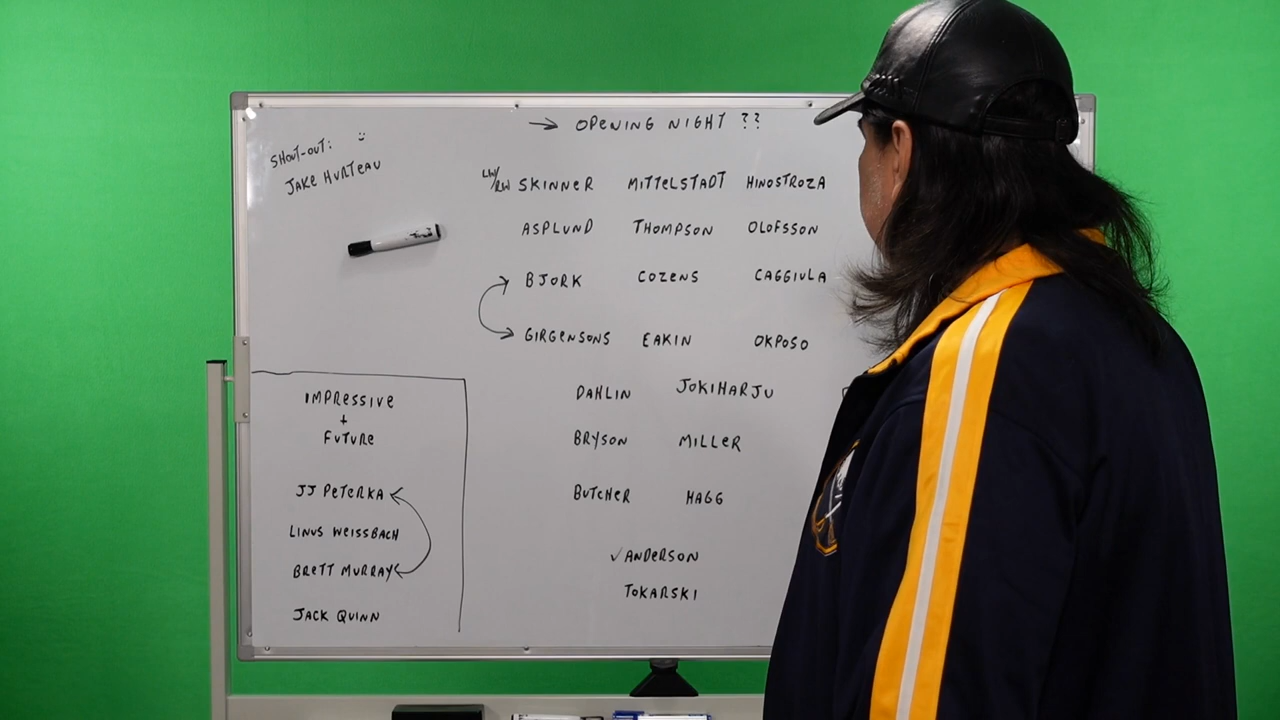 → OPENING NIGHT ??
SHOUT-OUT: :)
JAKE HURTEAU
LW/RW SKINNER MITTELSTADT HINOSTROZA
ASPLUND THOMPSON OLOFSSON
BJORK COZENS CAGGIULA
GIRGENSONS EAKIN OKPOSO
DAHLIN JOKIHARJU
BRYSON MILLER
BUTCHER HAGG
✓ANDERSON
TOKARSKI
IMPRESSIVE
+
FUTURE
JJ PETERKA
LINUS WEISSBACH
BRETT MURRAY
JACK QUINN